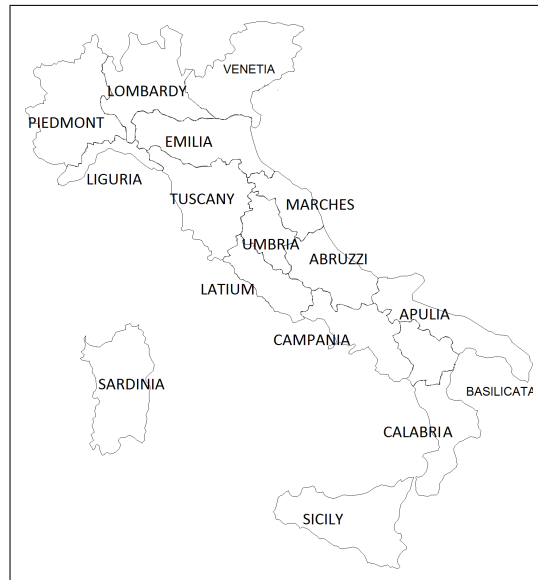 VENETIA
LOMBARDY
PIEDMONT
EMILIA
LIGURIA
TUSCANY
MARCHES
UMBRIA
ABRUZZI
LATIUM
APULIA
CAMPANIA
SARDINIA
BASILICATA
CALABRIA
SICILY